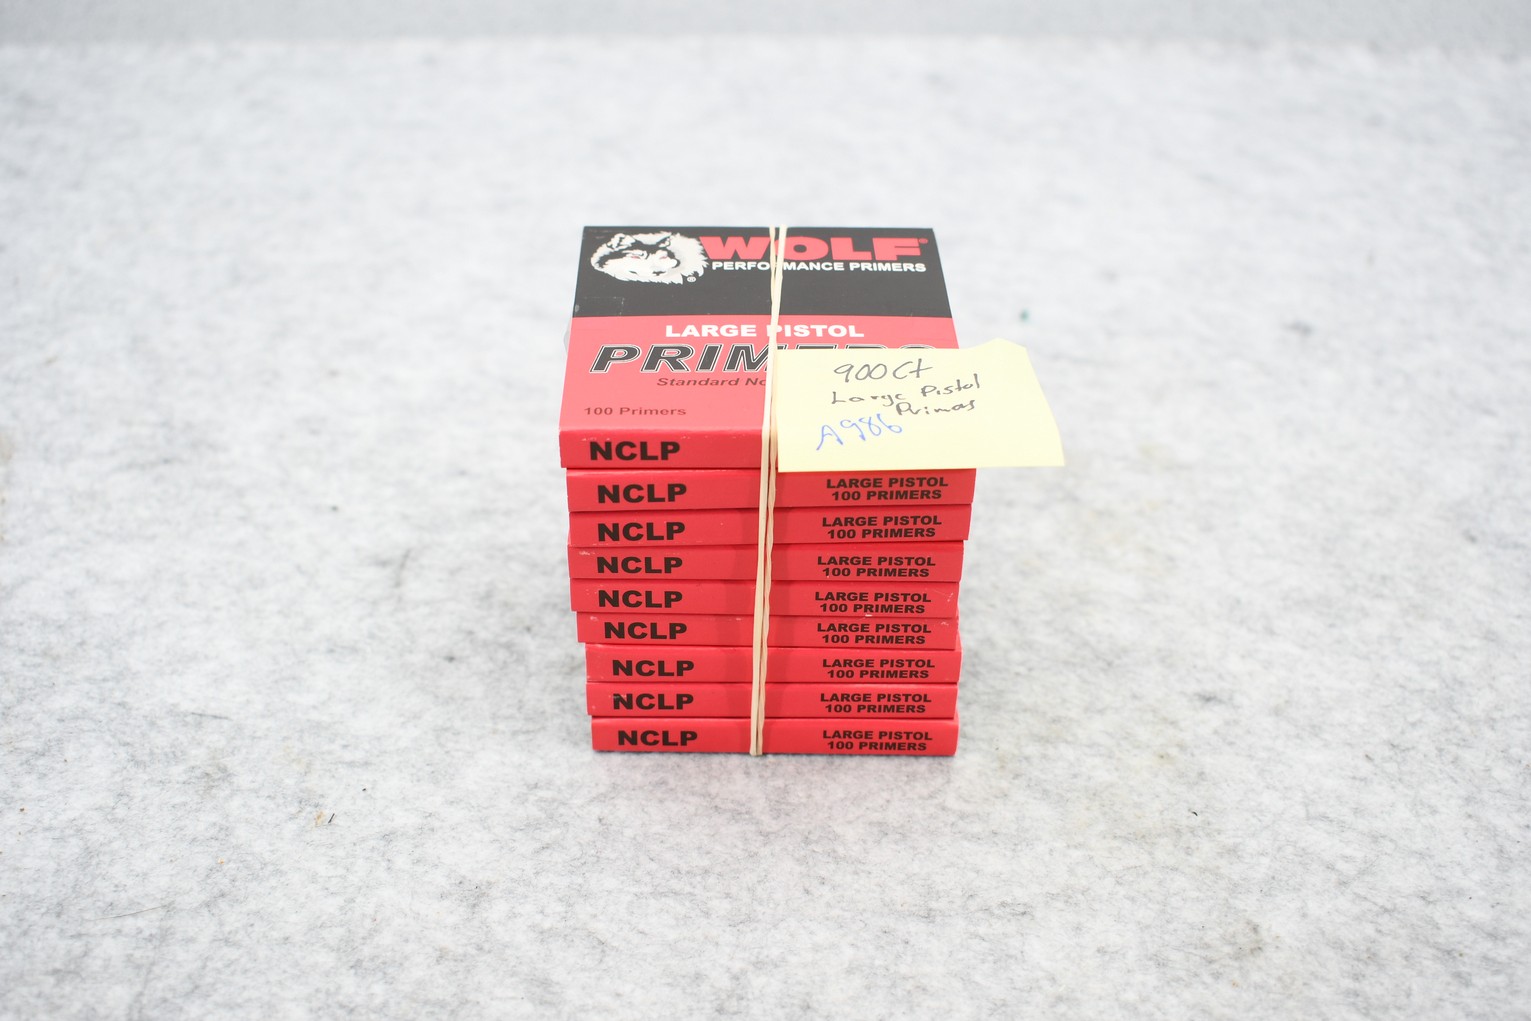 WOLF®
PERFORMANCE PRIMERS
®
LARGE PISTOL
PRIMERS
Standard
100 Primers
900 Ct
Large Pistol
Primers
A986
NCLP
NCLP LARGE PISTOL
100 PRIMERS
NCLP LARGE PISTOL
100 PRIMERS
NCLP LARGE PISTOL
100 PRIMERS
NCLP LARGE PISTOL
100 PRIMERS
NCLP LARGE PISTOL
100 PRIMERS
NCLP LARGE PISTOL
100 PRIMERS
NCLP LARGE PISTOL
100 PRIMERS
NCLP LARGE PISTOL
100 PRIMERS